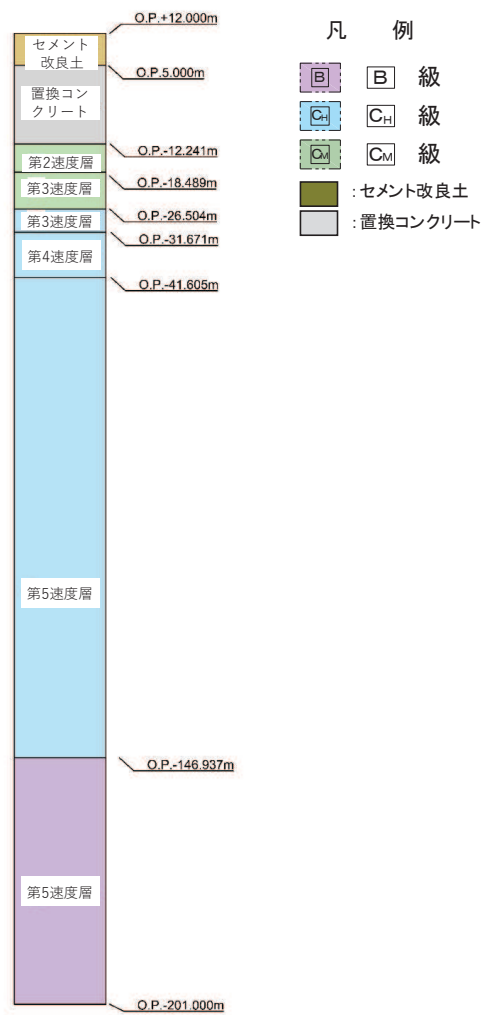 O.P.+12.000m
セメント
改良土
O.P.5.000m
置換コン
クリート
O.P.-12.241m
第2速度層
O.P.-18.489m
第3速度層
O.P.-26.504m
第3速度層
O.P.-31.671m
第4速度層
O.P.-41.605m
第5速度層
O.P.-146.937m
第5速度層
O.P.-201.000m
凡 例
B B 級
CH CH 級
CM CM 級
:セメント改良土
:置換コンクリート